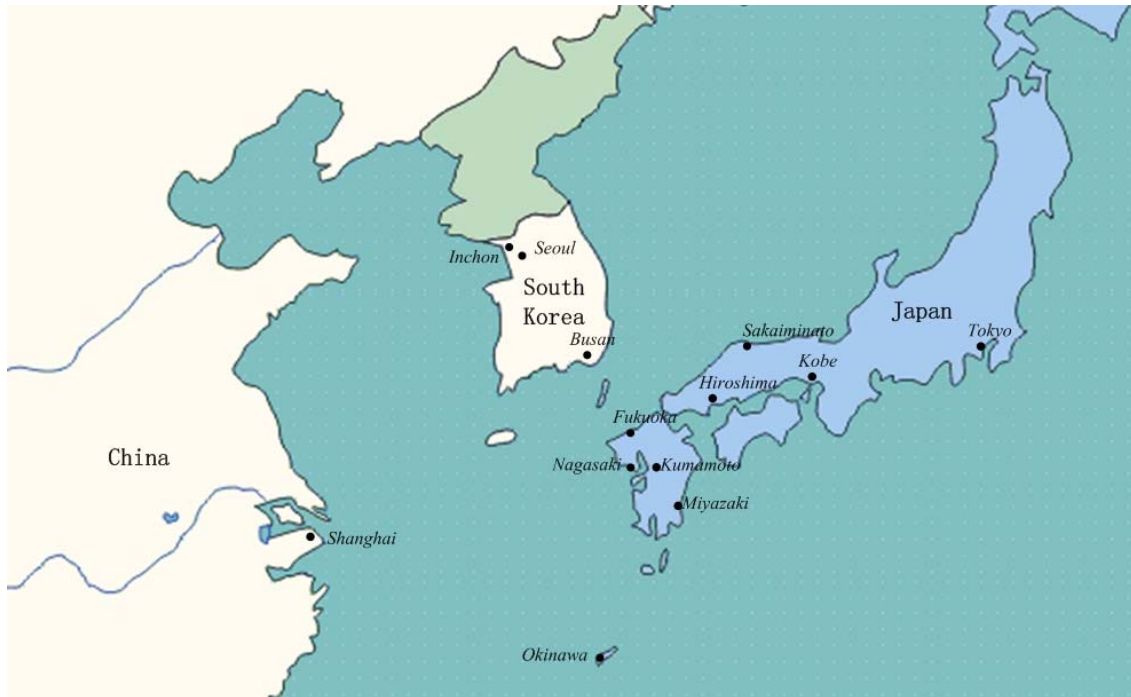 Inchon
Seoul
South
Korea
Busan
Sakaiminato
Japan
Tokyo
Kobe
Hiroshima
Fukuoka
China
Nagasaki
Kumamoto
Miyazaki
Shanghai
Okinawa